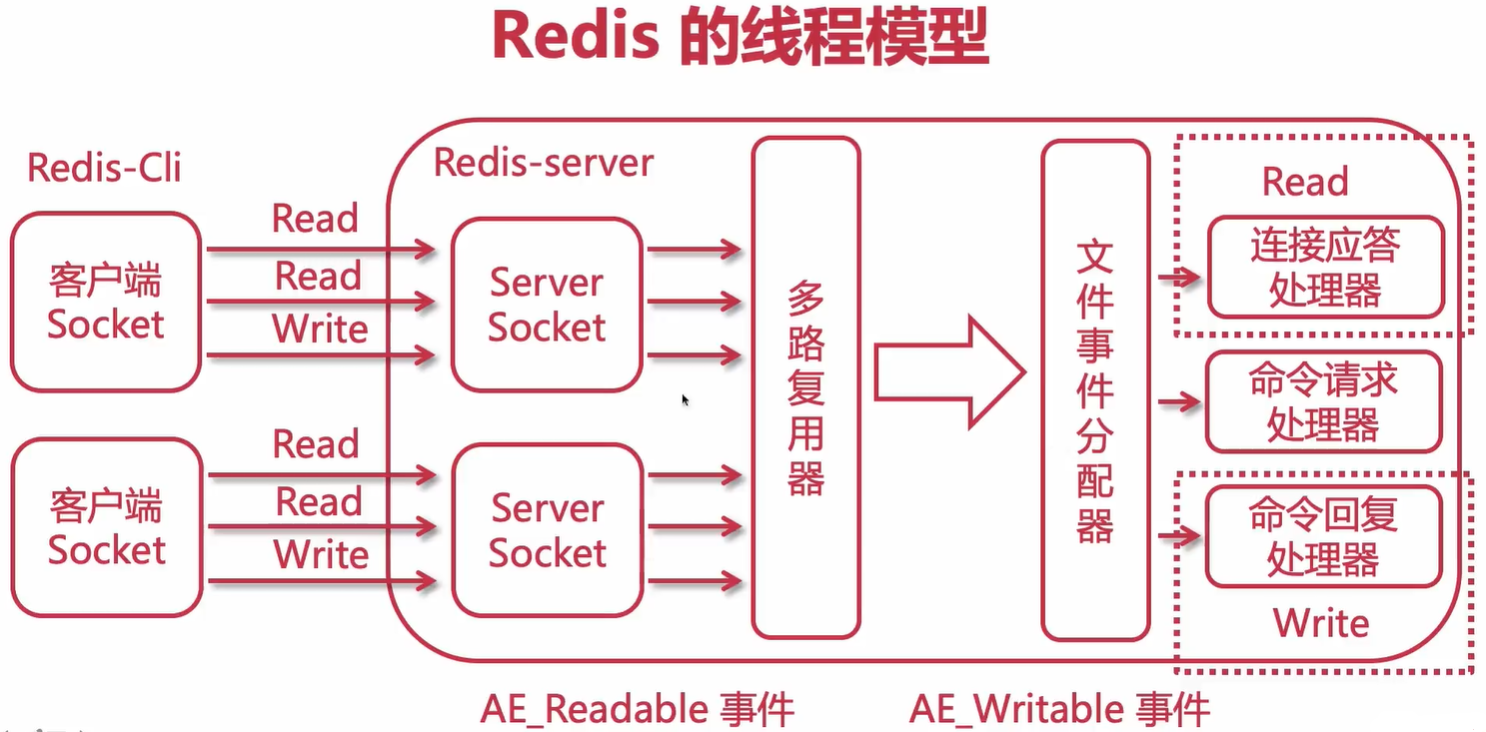 Redis 的线程模型
Redis-Cli
Redis-server
客户端
Socket
Read
Read
Write
Server
Socket
客户端
Socket
Read
Read
Write
Server
Socket
多路复用器
文件事件分配器
Read
连接应答
处理器
命令请求
处理器
命令回复
处理器
Write
AE_Readable 事件
AE_Writable 事件